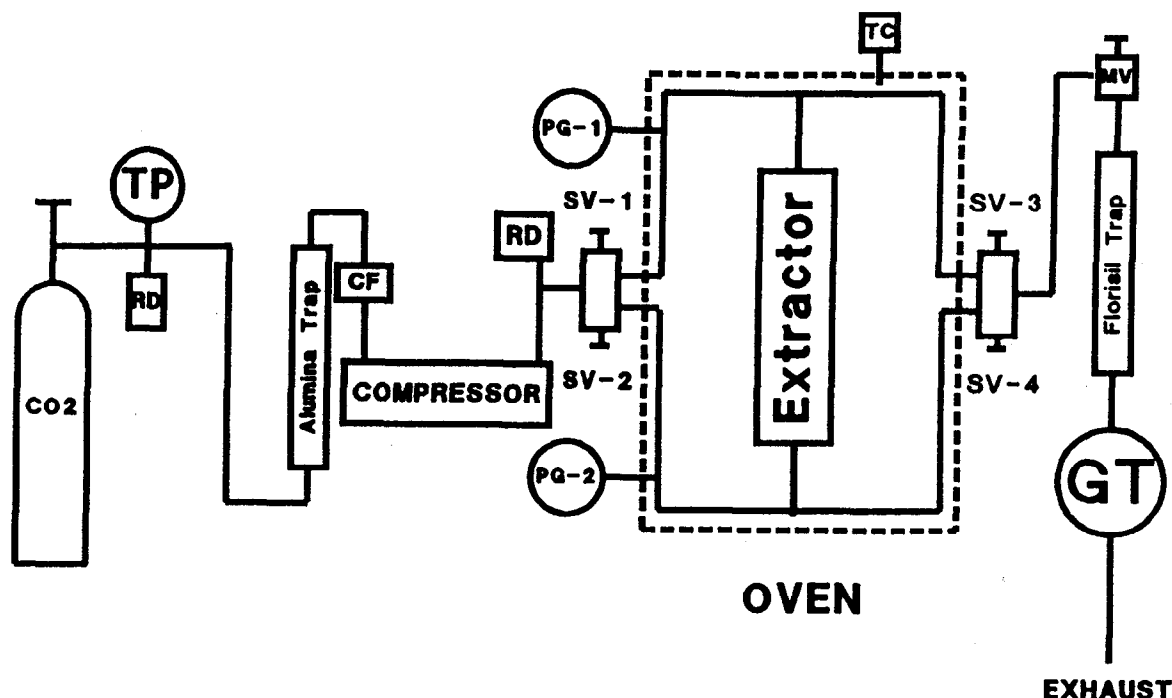 TC
MV
PG-1
TP
SV-1
SV-3
RD
RD
CF
Alumina Trap
Extractor
Florisil Trap
CO2
COMPRESSOR
SV-2
SV-4
PG-2
GT
OVEN
EXHAUST